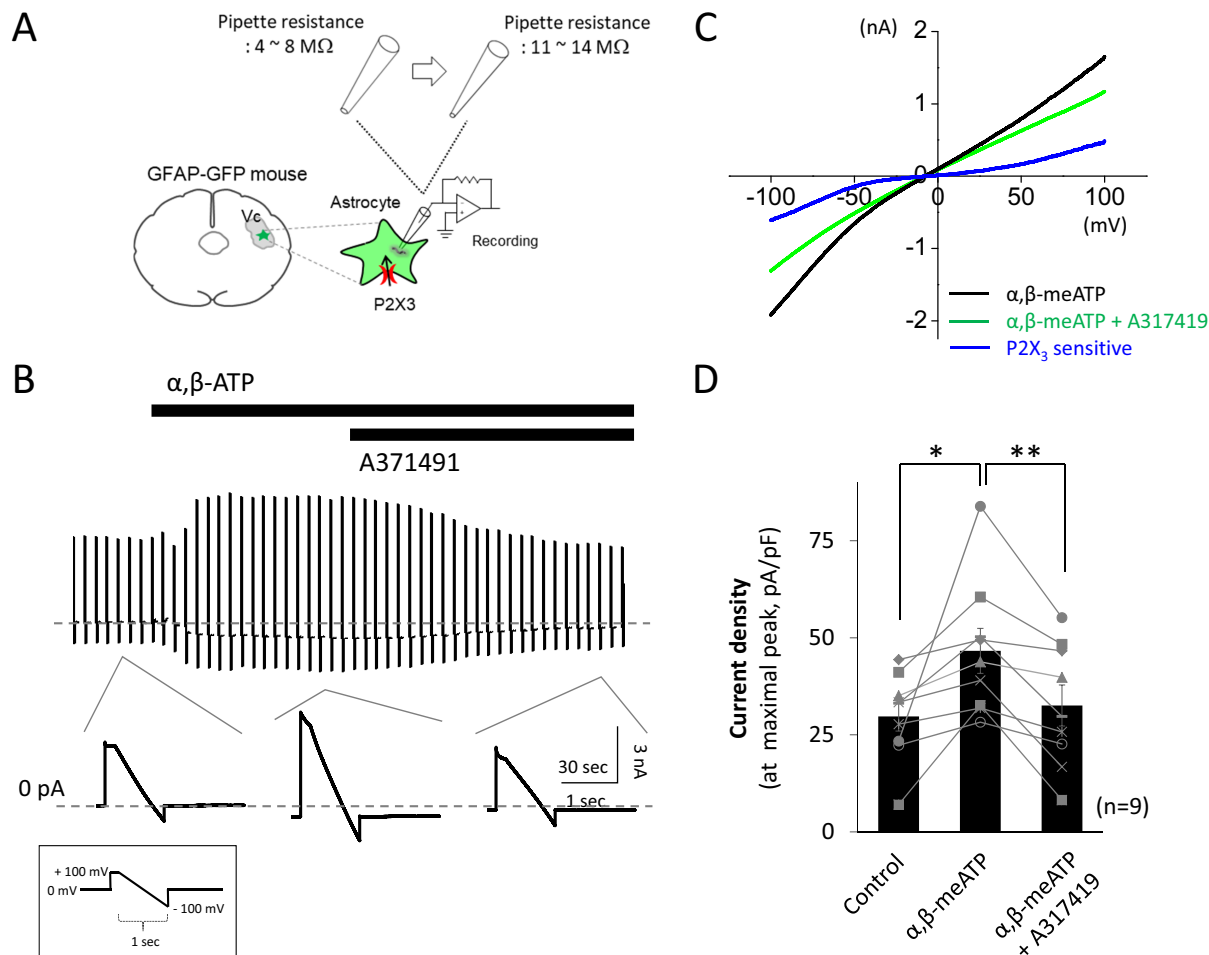 A
Pipette resistance
: 4 ~ 8 MΩ
Pipette resistance
: 11 ~ 14 MΩ
GFAP-GFP mouse
Vc
Astrocyte
Recording
P2X3
B
α,β-ATP
A371491
0 pA
30 sec
1 sec
3 nA
+ 100 mV
0 mV
- 100 mV
1 sec
C
(nA)
2
1
0
-1
-2
-100
-50
50
100
(mV)
α,β-meATP
α,β-meATP + A317419
P2X₃ sensitive
D
*
**
Current density
(at maximal peak, pA/pF)
75
50
25
0
(n=9)
Control
α,β-meATP
α,β-meATP
+ A317419